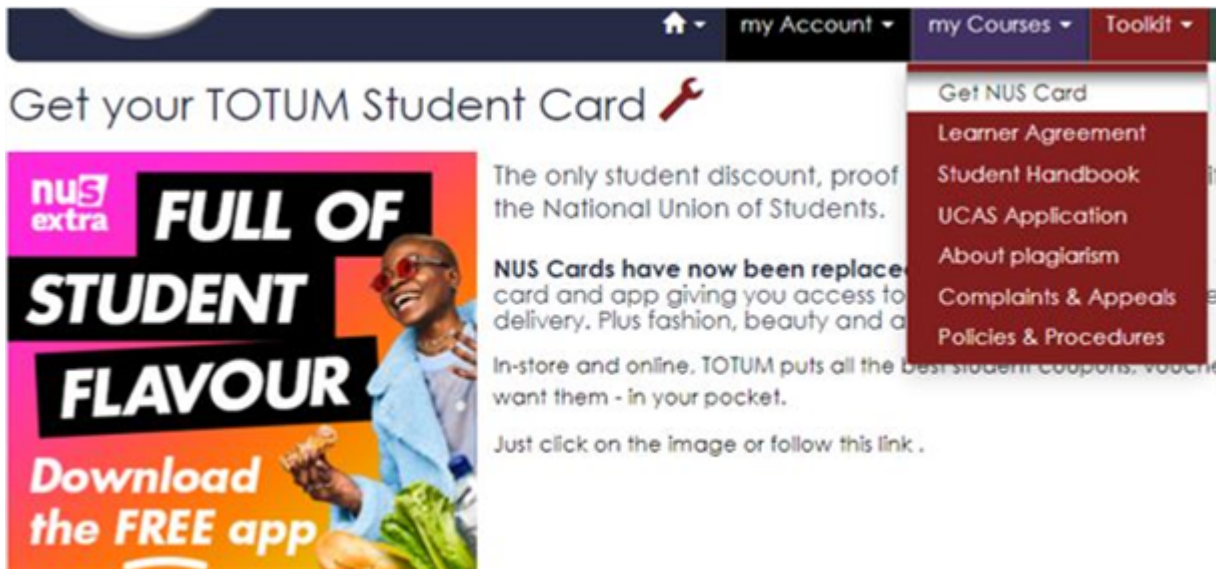 my Account
my Courses
Toolkit
Get NUS Card
Learner Agreement
Student Handbook
UCAS Application
About plagiarism
Complaints & Appeals
Policies & Procedures
Get your TOTUM Student Card
nus
extra
FULL OF
STUDENT
FLAVOUR
Download
the FREE app
The only student discount, proof
the National Union of Students.
NUS Cards have now been
card and app giving you access to
delivery. Plus fashion, beauty and
In-store and online, TOTUM puts all the best student coupons,
want them - in your pocket.
Just click on the image or follow this link .